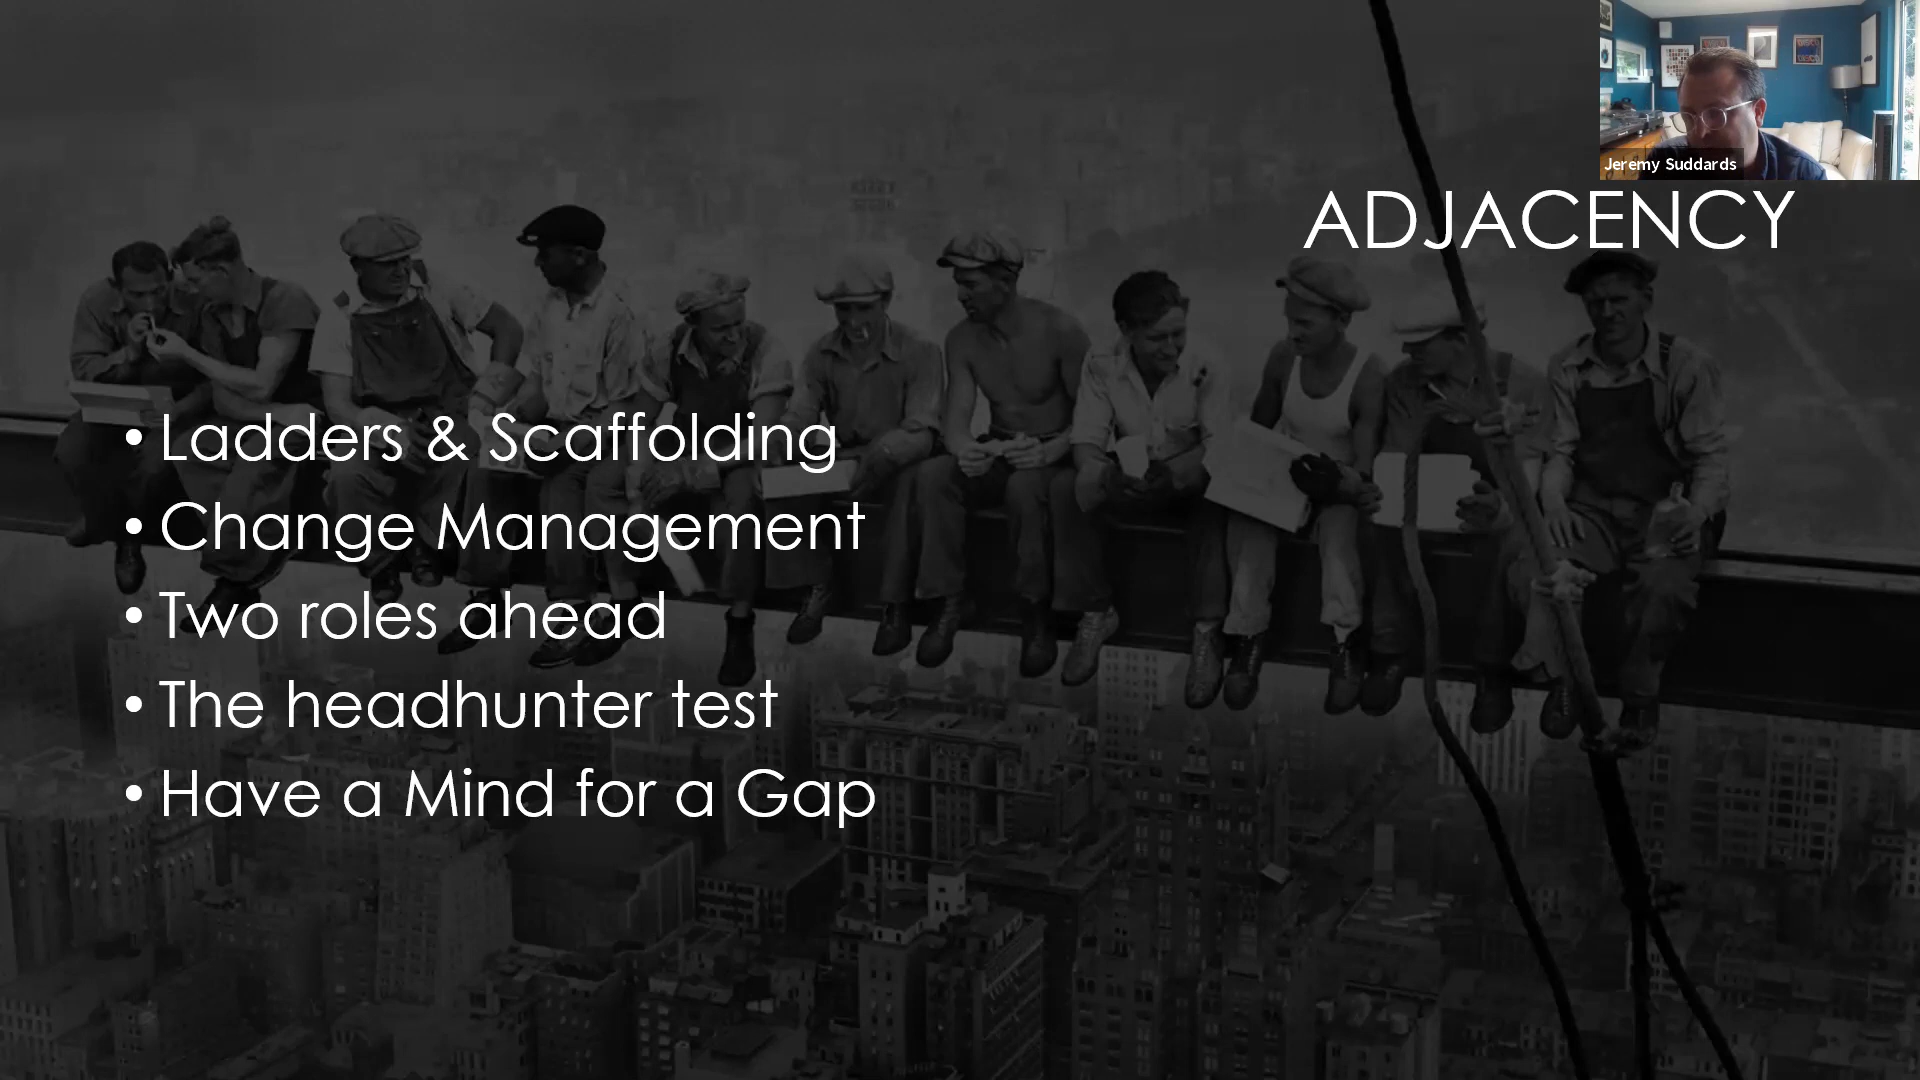 Jeremy Suddards
ADJACENCY
• Ladders & Scaffolding
• Change Management
• Two roles ahead
• The headhunter test
• Have a Mind for a Gap